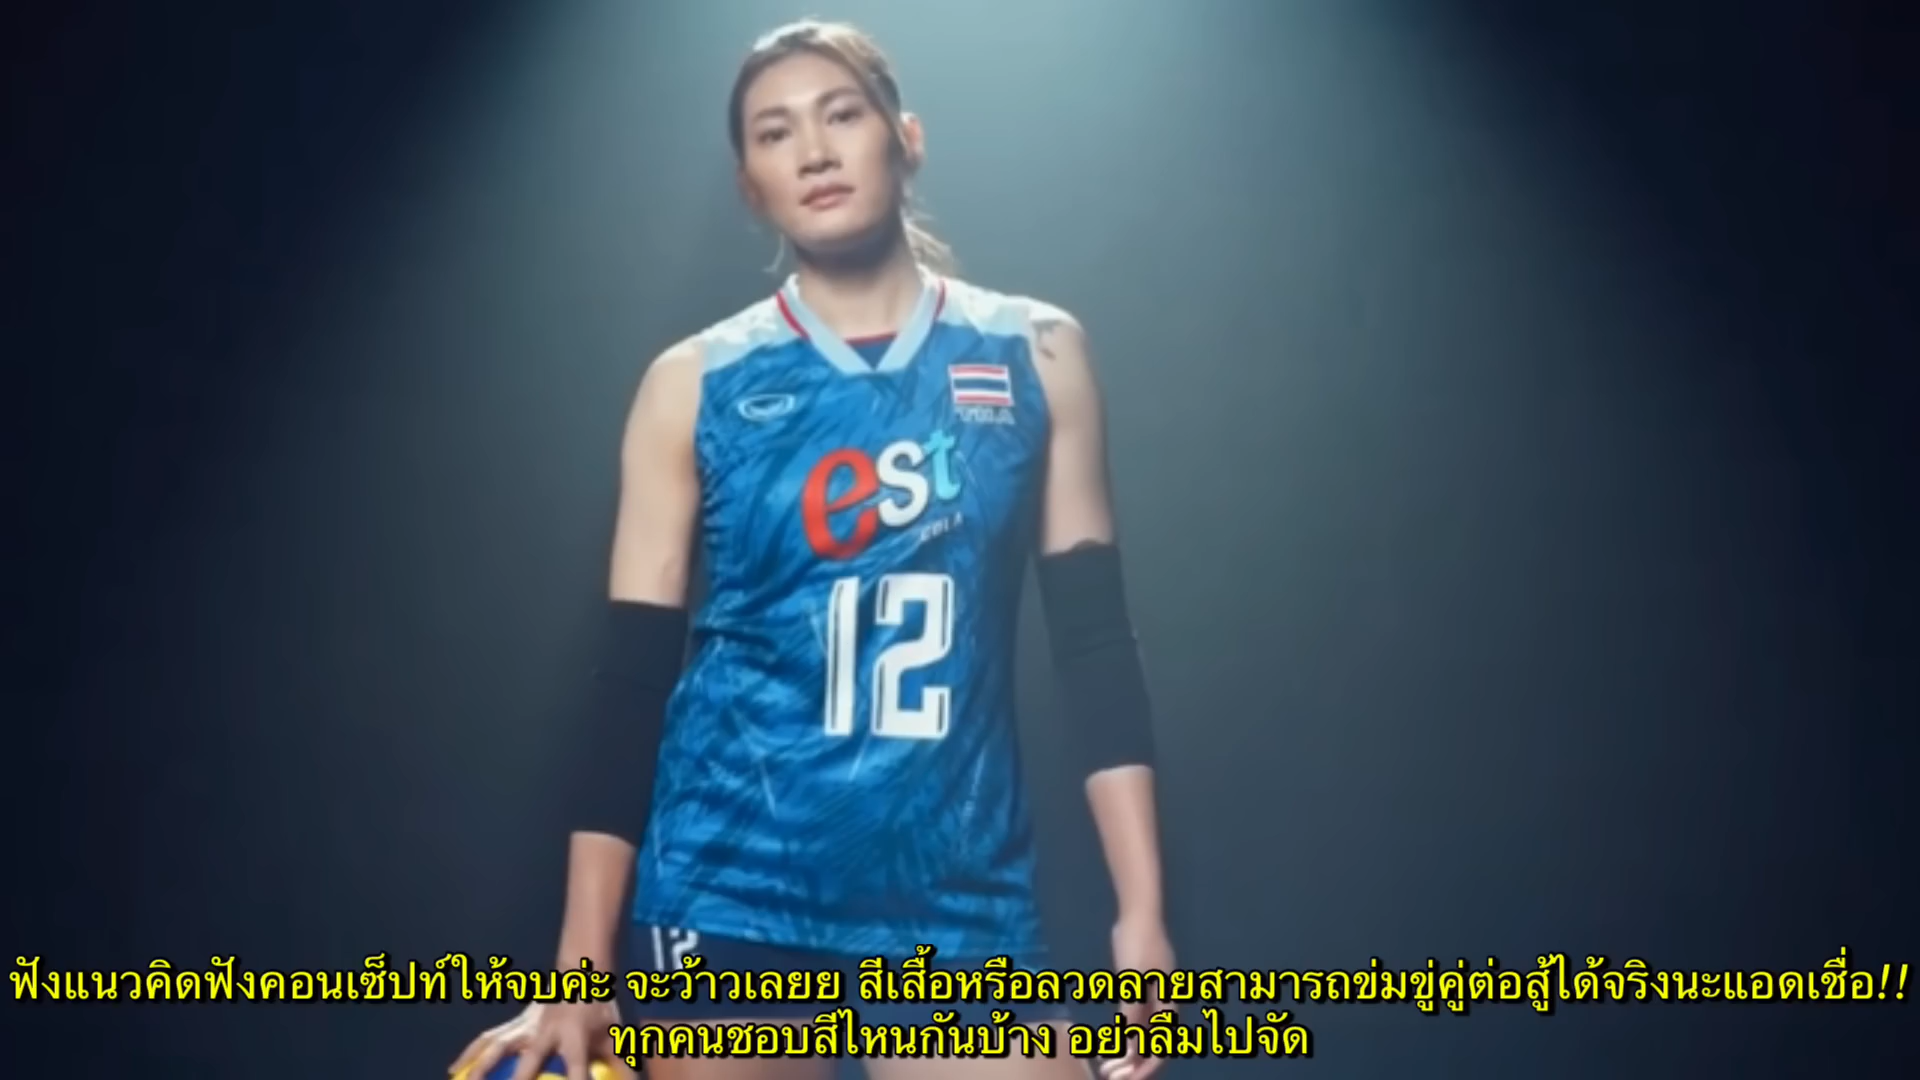 THA
est
COLA
12
12
ฟังแนวคิดฟังคอนเซ็ปท์ให้จบค่ะ จะว้าวเลยย สีเสื้อหรือลวดลายสามารถข่มขู่คู่ต่อสู้ได้จริงนะแอดเชื่อ!!
ทุกคนชอบสีไหนกันบ้าง อย่าลืมไปจัด